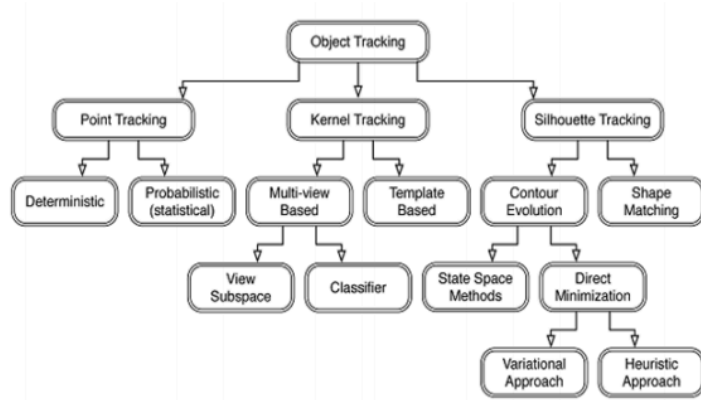 Object Tracking
Point Tracking
Kernel Tracking
Silhouette Tracking
Deterministic
Probabilistic
(statistical)
Multi-view
Based
Template
Based
Contour
Evolution
Shape
Matching
View
Subspace
Classifier
State Space
Methods
Direct
Minimization
Variational
Approach
Heuristic
Approach